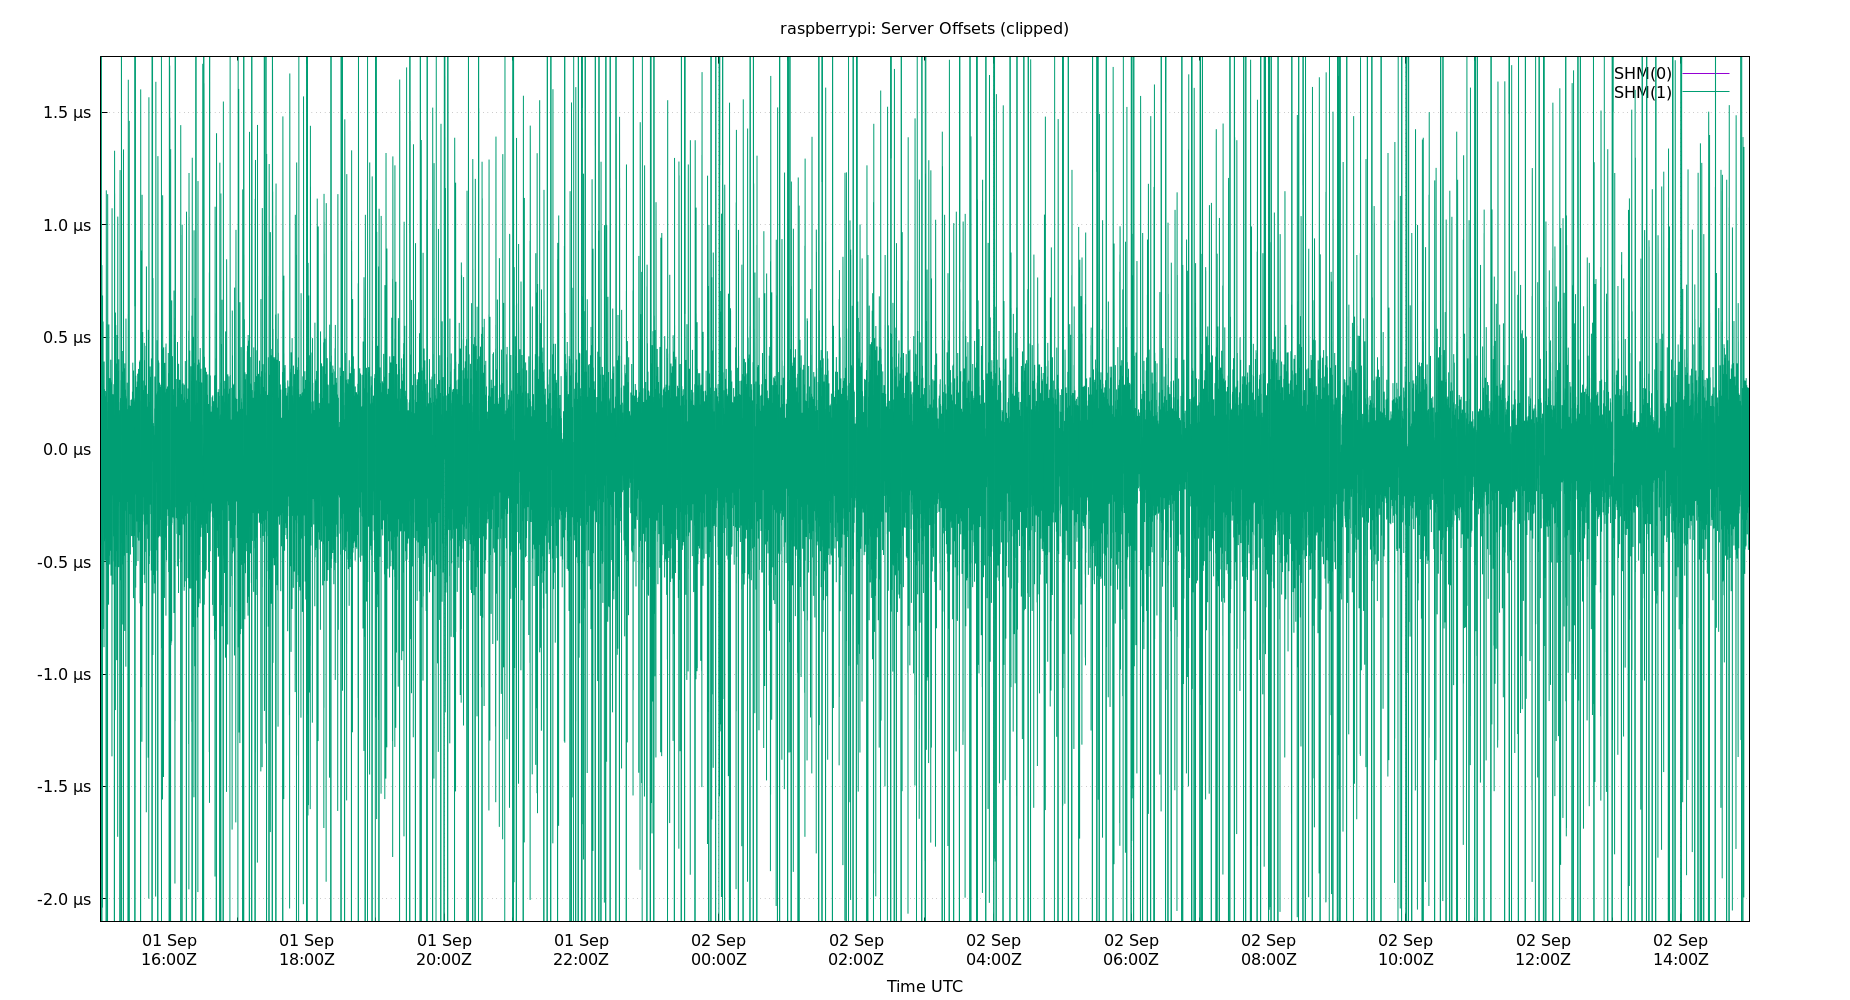 raspberrypi: Server Offsets (clipped)
SHM(0)
SHM(1)
1.5 µs
1.0 µs
0.5 µs
0.0 µs
-0.5 µs
-1.0 µs
-1.5 µs
-2.0 µs
01 Sep 01 Sep 01 Sep 01 Sep 02 Sep 02 Sep 02 Sep 02 Sep 02 Sep 02 Sep 02 Sep 02 Sep
16:00Z 18:00Z 20:00Z 22:00Z 00:00Z 02:00Z 04:00Z 06:00Z 08:00Z 10:00Z 12:00Z 14:00Z
Time UTC